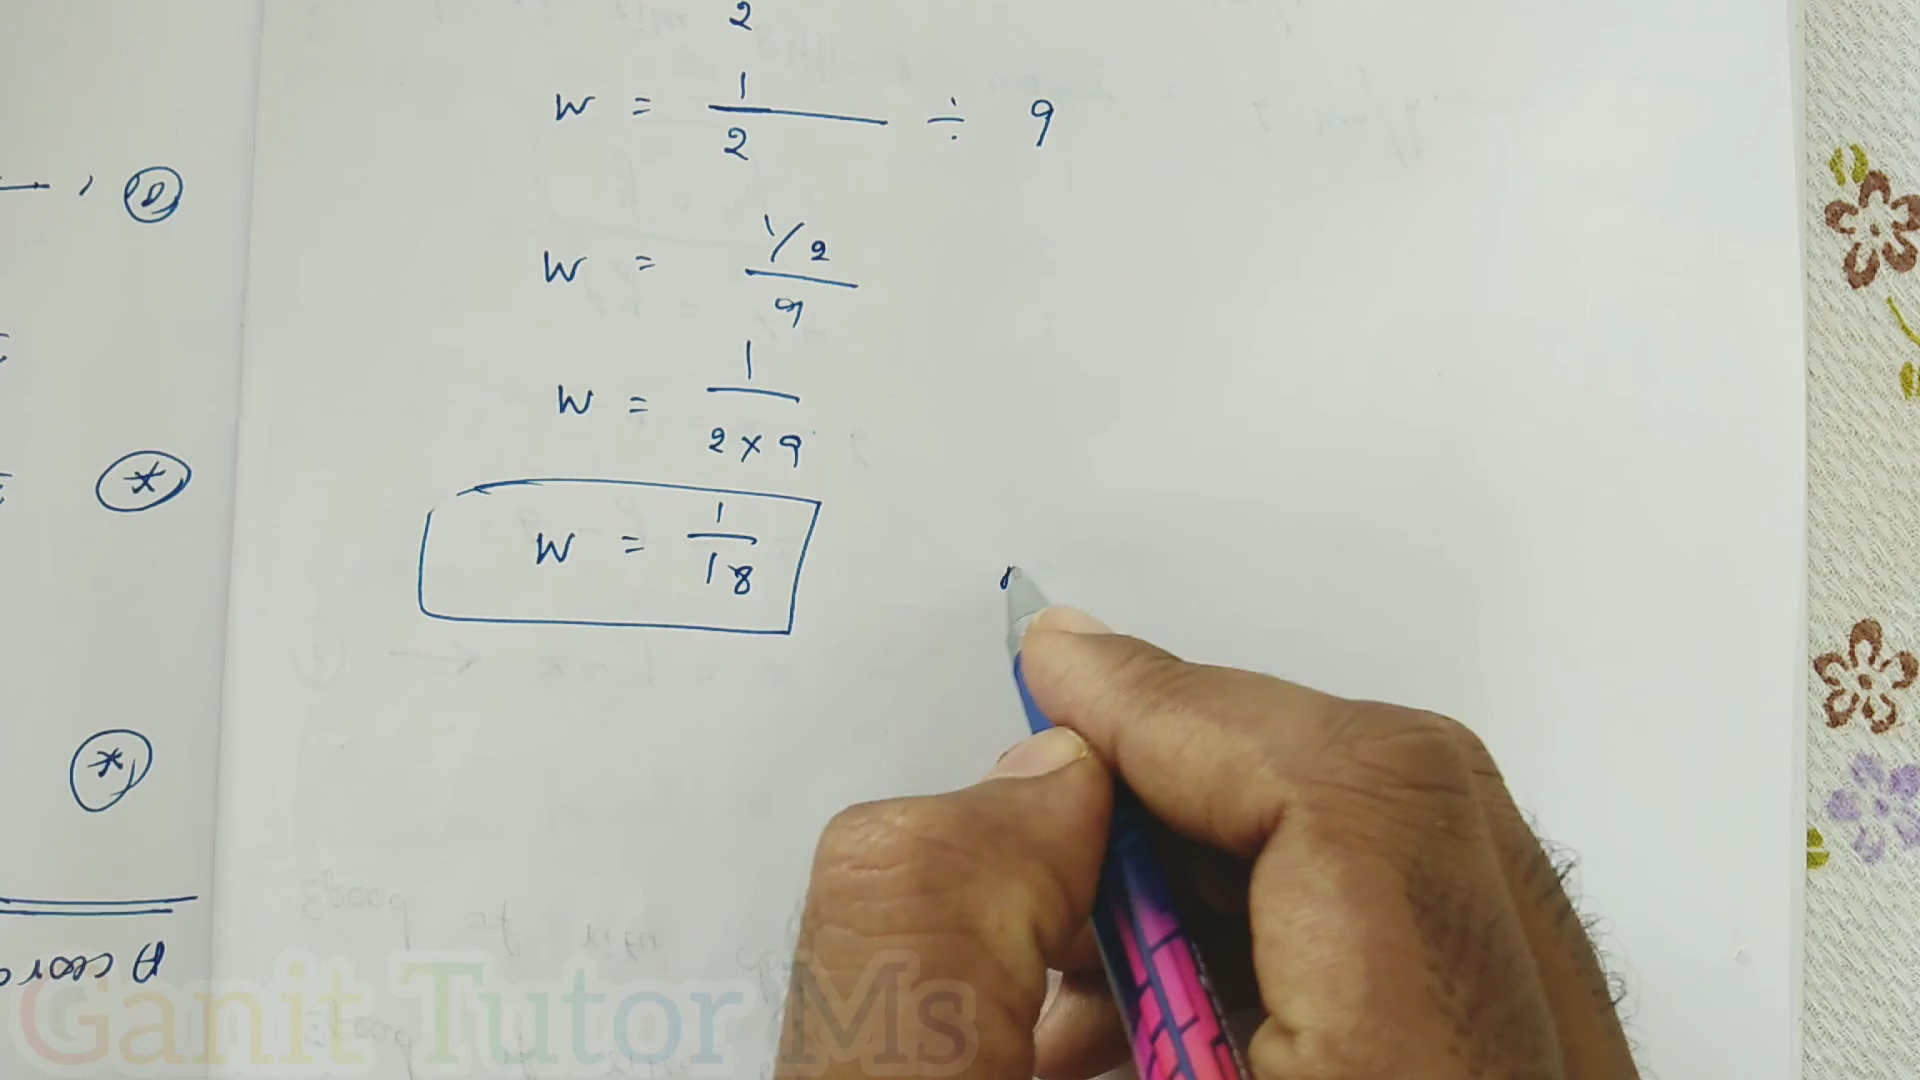 2
W = 1/2 ÷ 9
W = 1/2 / 9
W = 1 / 2 × 9
W = 1/18
Ganit Tutor Ms